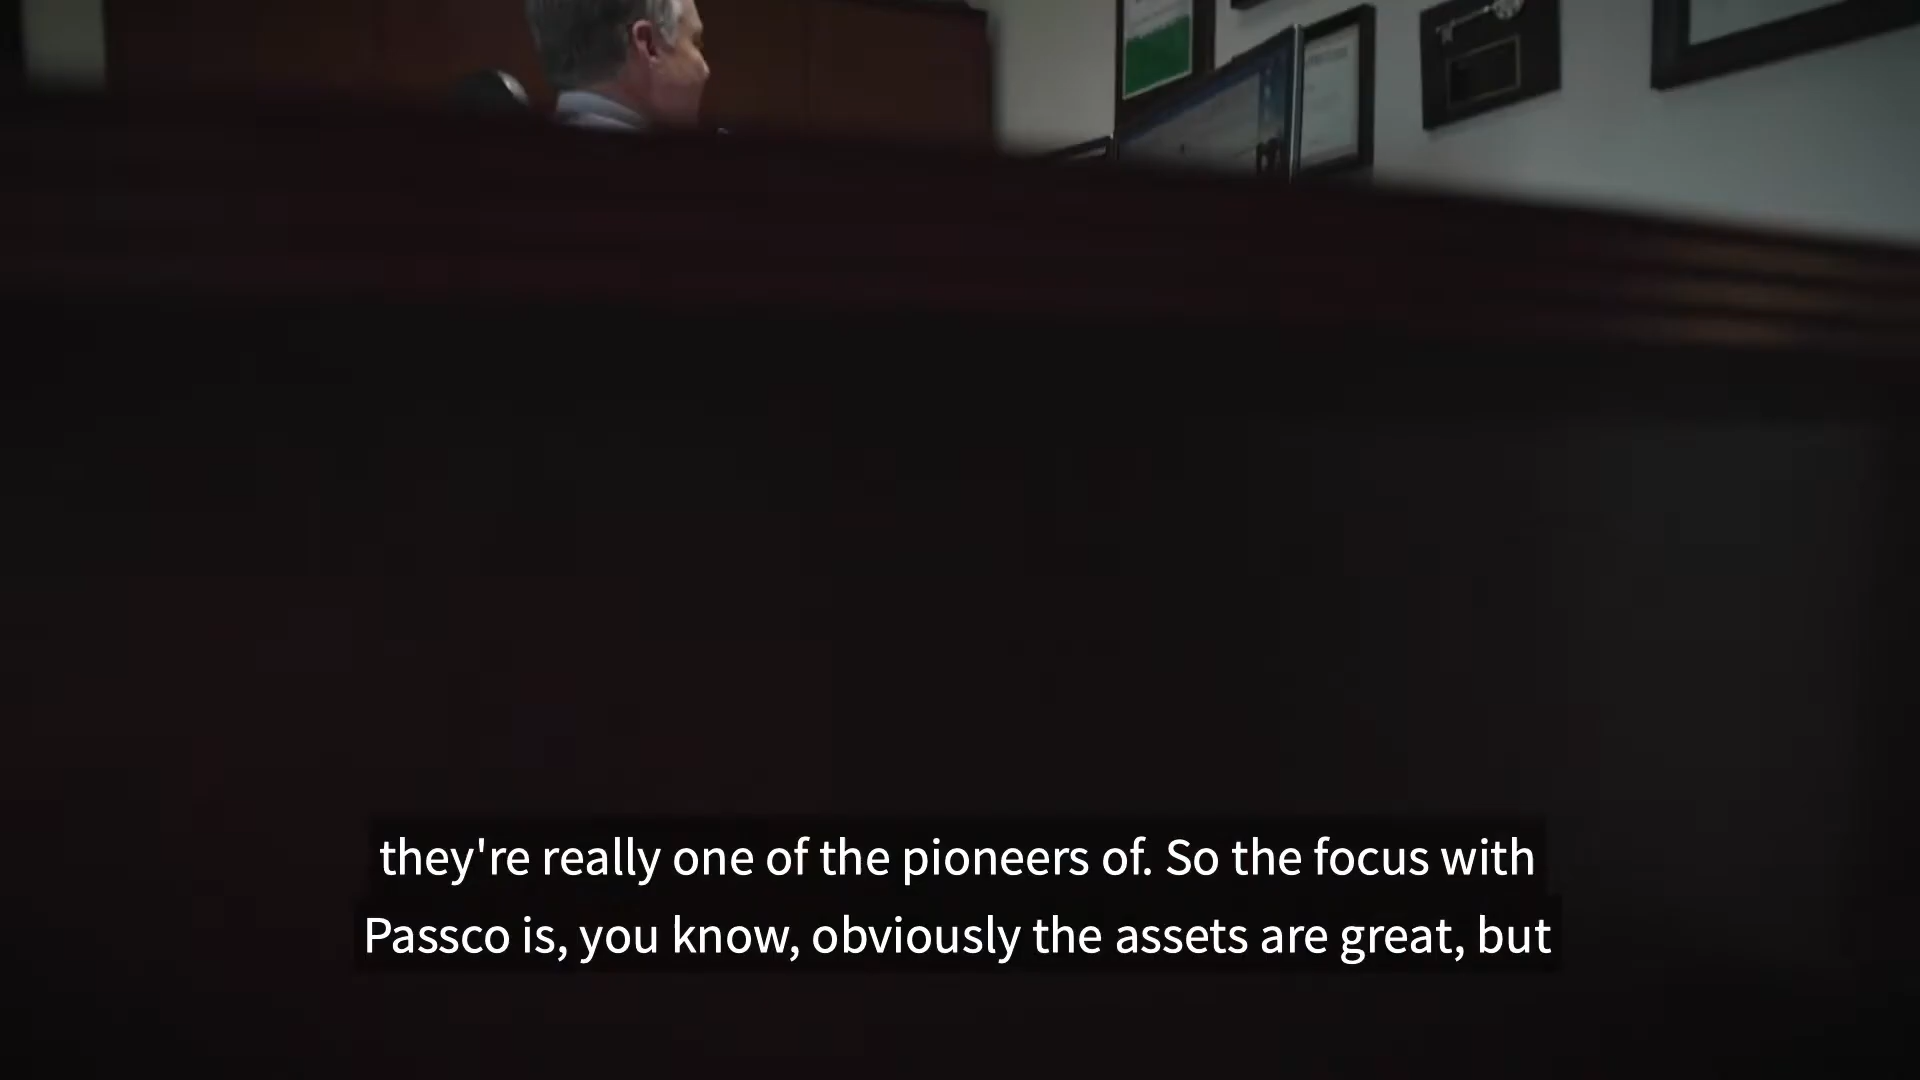 they're really one of the pioneers of. So the focus with
Passco is, you know, obviously the assets are great, but